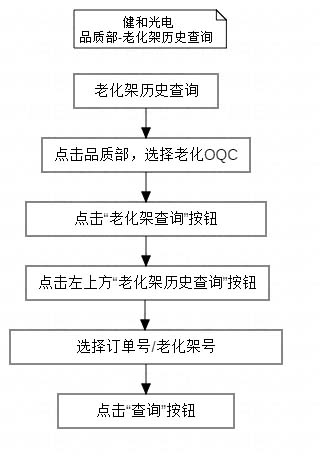 健和光电
品质部-老化架历史查询
老化架历史查询
点击品质部，选择老化OQC
点击“老化架查询”按钮
点击左上方“老化架历史查询”按钮
选择订单号/老化架号
点击“查询”按钮